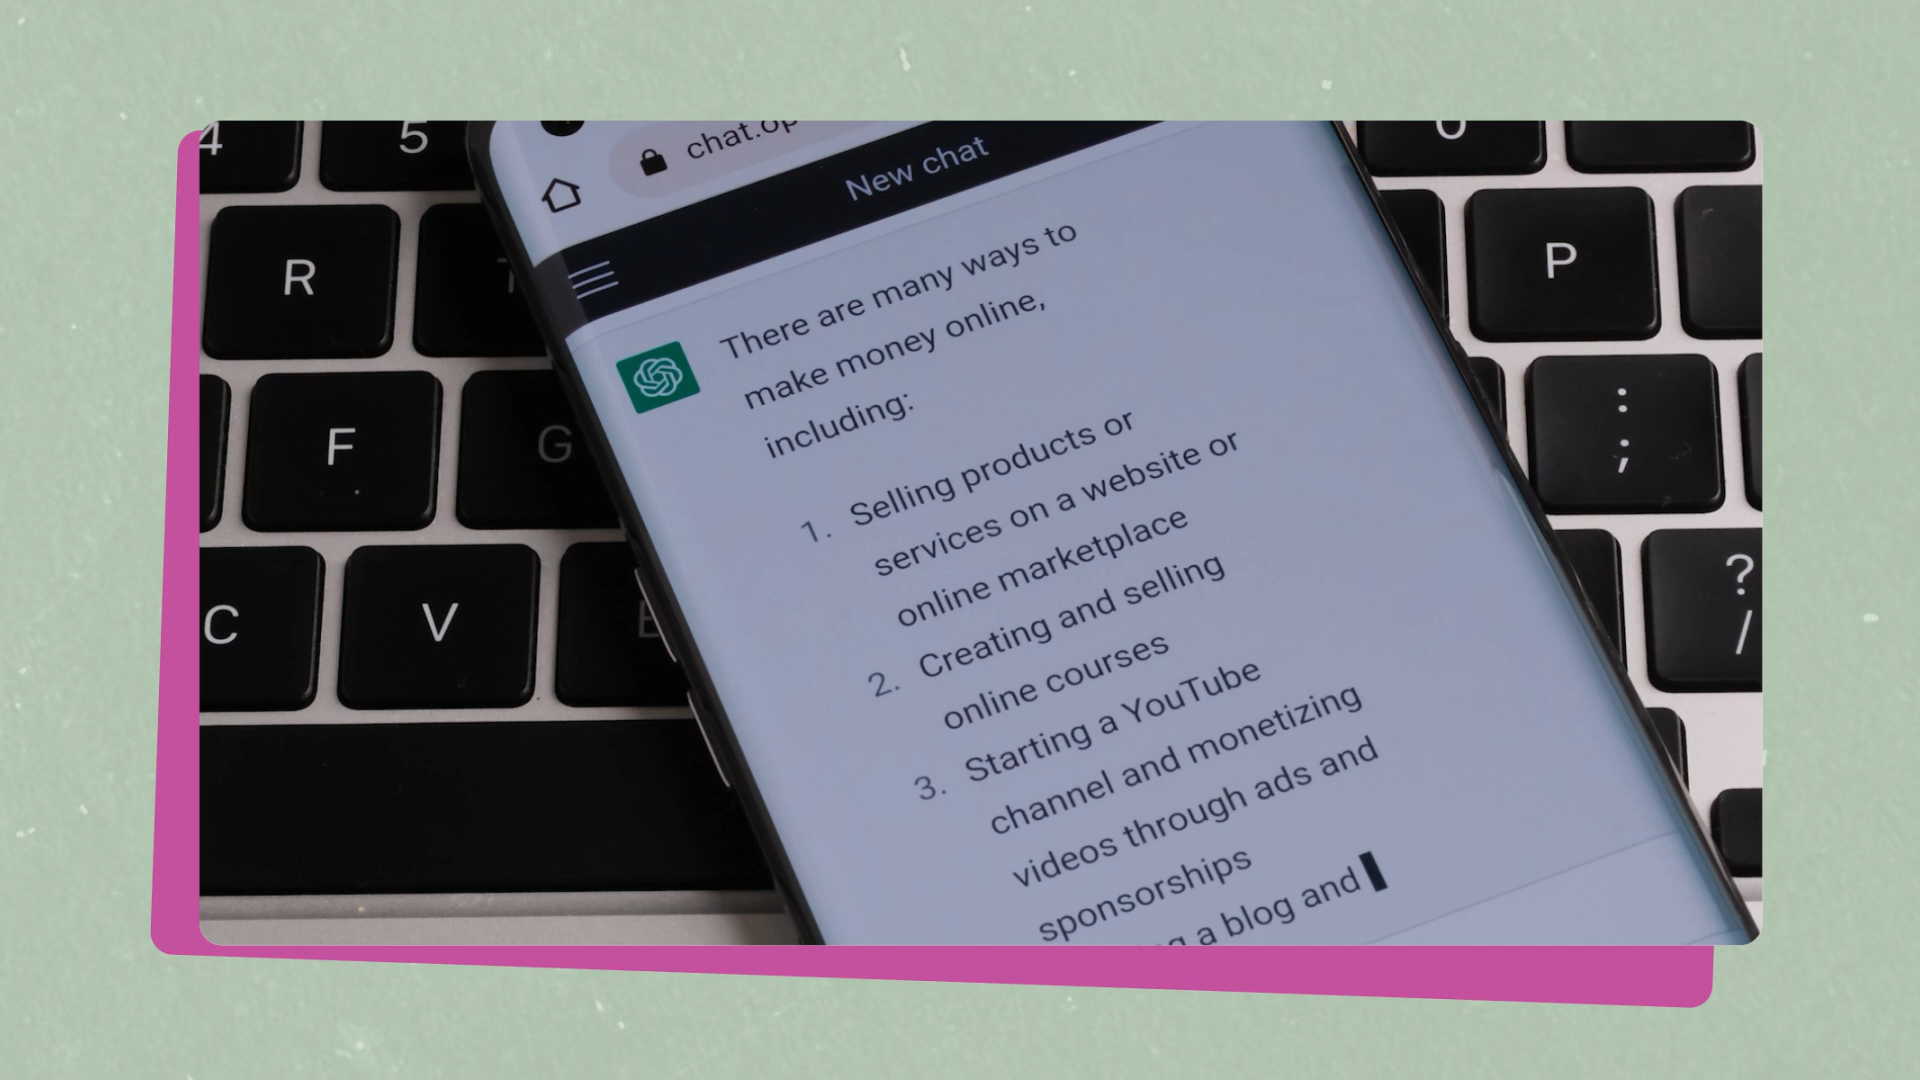 4
5
chat.op
New chat
There are many ways to
make money online,
including:
1. Selling products or
services on a website or
online marketplace
2. Creating and selling
online courses
3. Starting a YouTube
channel and monetizing
videos through ads and
sponsorships
a blog and
R
P
F
G
:
;
C
V
?
/